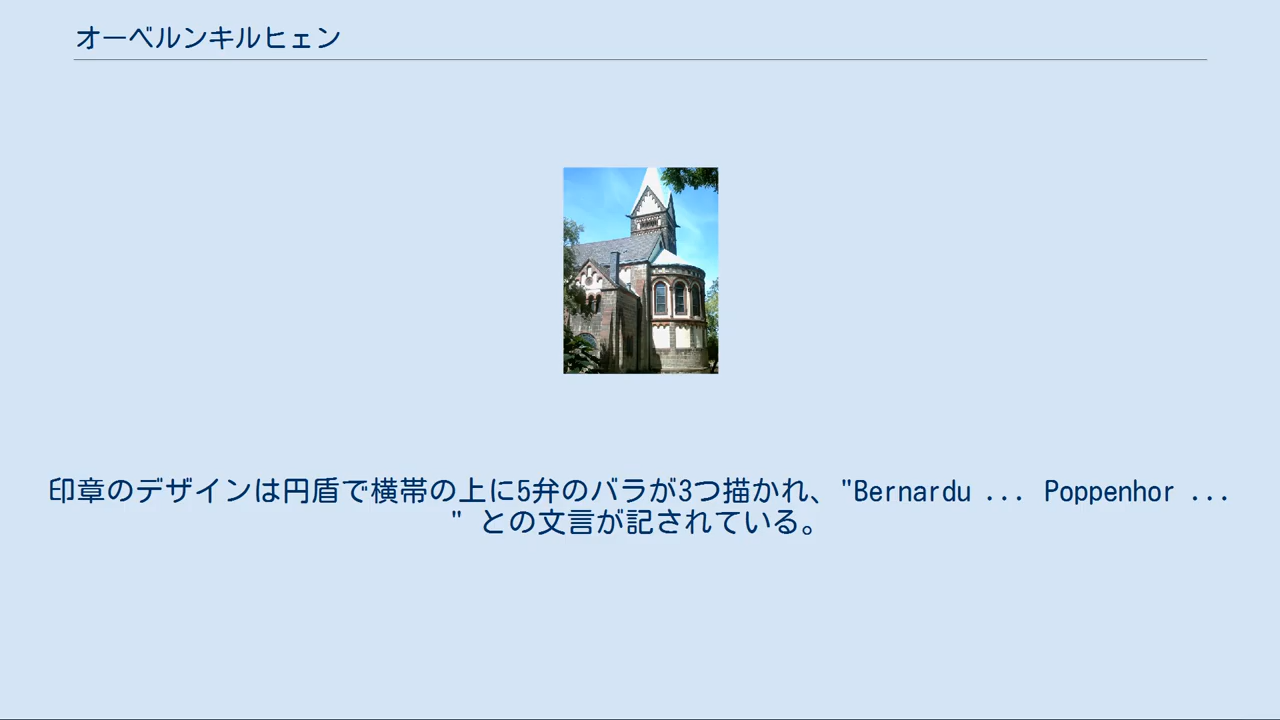 オーベルンキルヒェン
印章のデザインは円盾で横帯の上に5弁のバラが3つ描かれ、"Bernardu ... Poppenhor ...
" との文言が記されている。